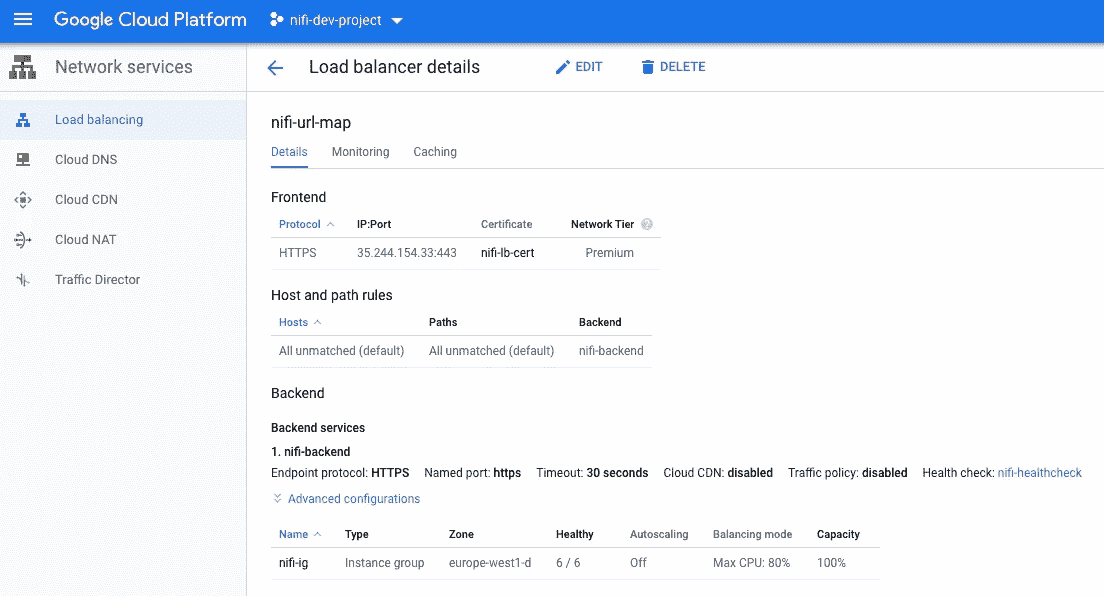 Google Cloud Platform nifi-dev-project
Network services
Load balancer details EDIT DELETE
Load balancing
Cloud DNS
Cloud CDN
Cloud NAT
Traffic Director
nifi-url-map
Details Monitoring Caching
Frontend
Protocol IP:Port Certificate Network Tier ?
HTTPS 35.244.154.33:443 nifi-lb-cert Premium
Host and path rules
Hosts Paths Backend
All unmatched (default) All unmatched (default) nifi-backend
Backend
Backend services
1. nifi-backend
Endpoint protocol: HTTPS Named port: https Timeout: 30 seconds Cloud CDN: disabled Traffic policy: disabled Health check: nifi-healthcheck
Advanced configurations
Name Type Zone Healthy Autoscaling Balancing mode Capacity
nifi-ig Instance group europe-west1-d 6 / 6 Off Max CPU: 80% 100%